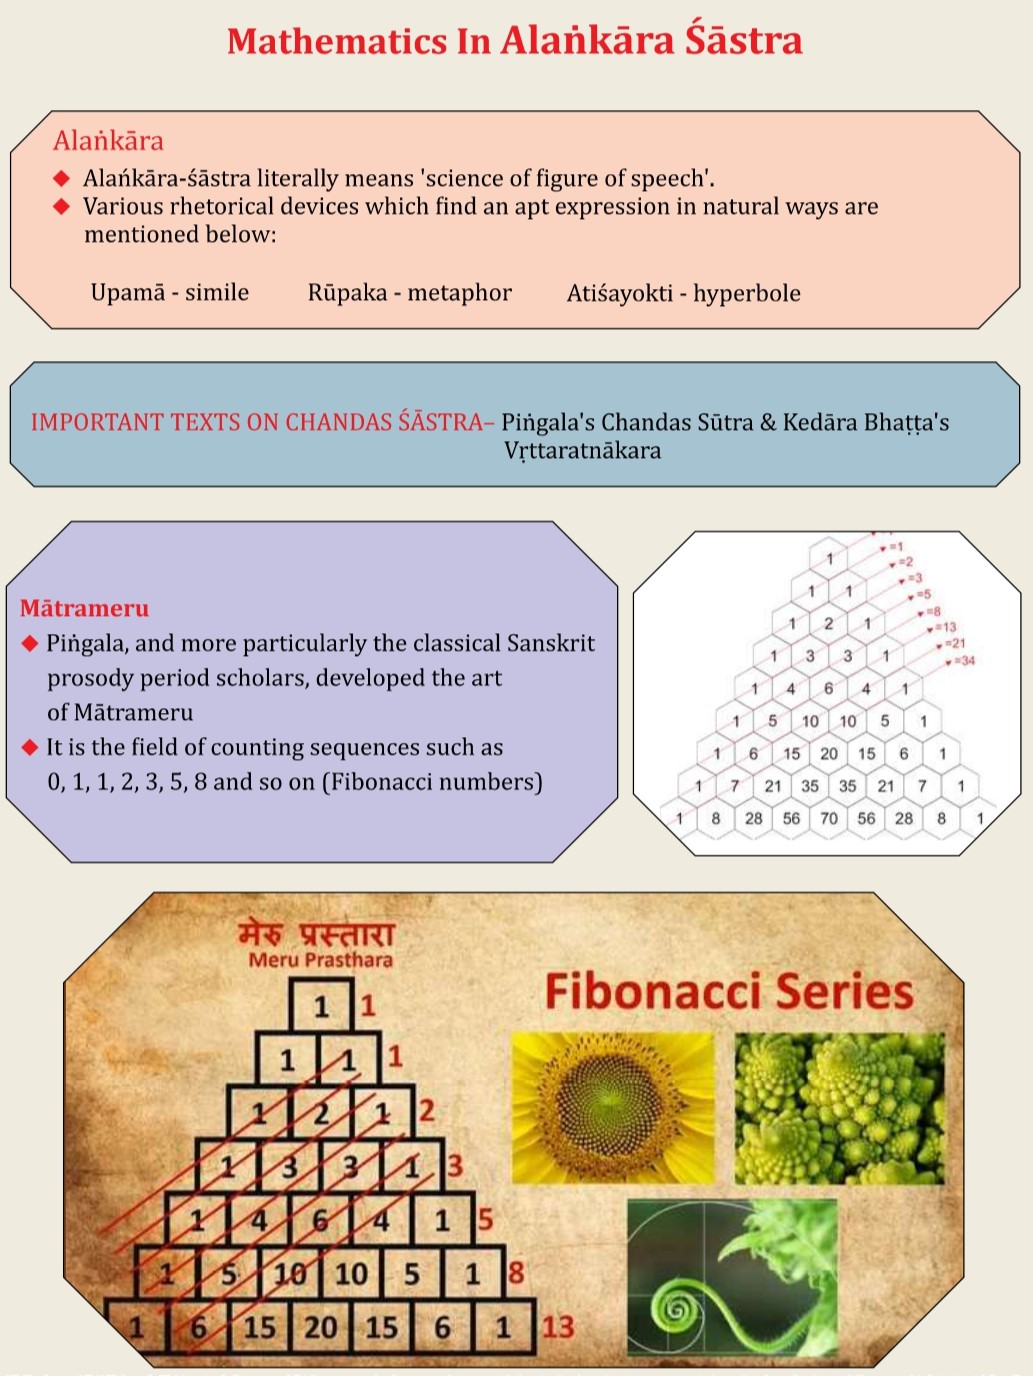 Mathematics In Alaṅkāra Śāstra
Alaṅkāra
Alańkāra-śāstra literally means 'science of figure of speech'.
Various rhetorical devices which find an apt expression in natural ways are
mentioned below:
Upamā - simile Rūpaka - metaphor Atiśayokti - hyperbole
IMPORTANT TEXTS ON CHANDAS ŚĀSTRA– Piṅgala's Chandas Sūtra & Kedāra Bhaṭṭa's
Vṛttaratnākara
Mātrameru
Piṅgala, and more particularly the classical Sanskrit
prosody period scholars, developed the art
of Mātrameru
It is the field of counting sequences such as
0, 1, 1, 2, 3, 5, 8 and so on (Fibonacci numbers)
=1
=2
=3
=5
=8
=13
=21
=34
1
1 1
1 2 1
1 3 3 1
1 4 6 4 1
1 5 10 10 5 1
1 6 15 20 15 6 1
1 7 21 35 35 21 7 1
1 8 28 56 70 56 28 8 1
मेरु प्रस्तारा
Meru Prasthara
Fibonacci Series
1 1
1 1 1
1 2 1 2
1 3 3 1 3
1 4 6 4 1 5
1 5 10 10 5 1 8
1 6 15 20 15 6 1 13